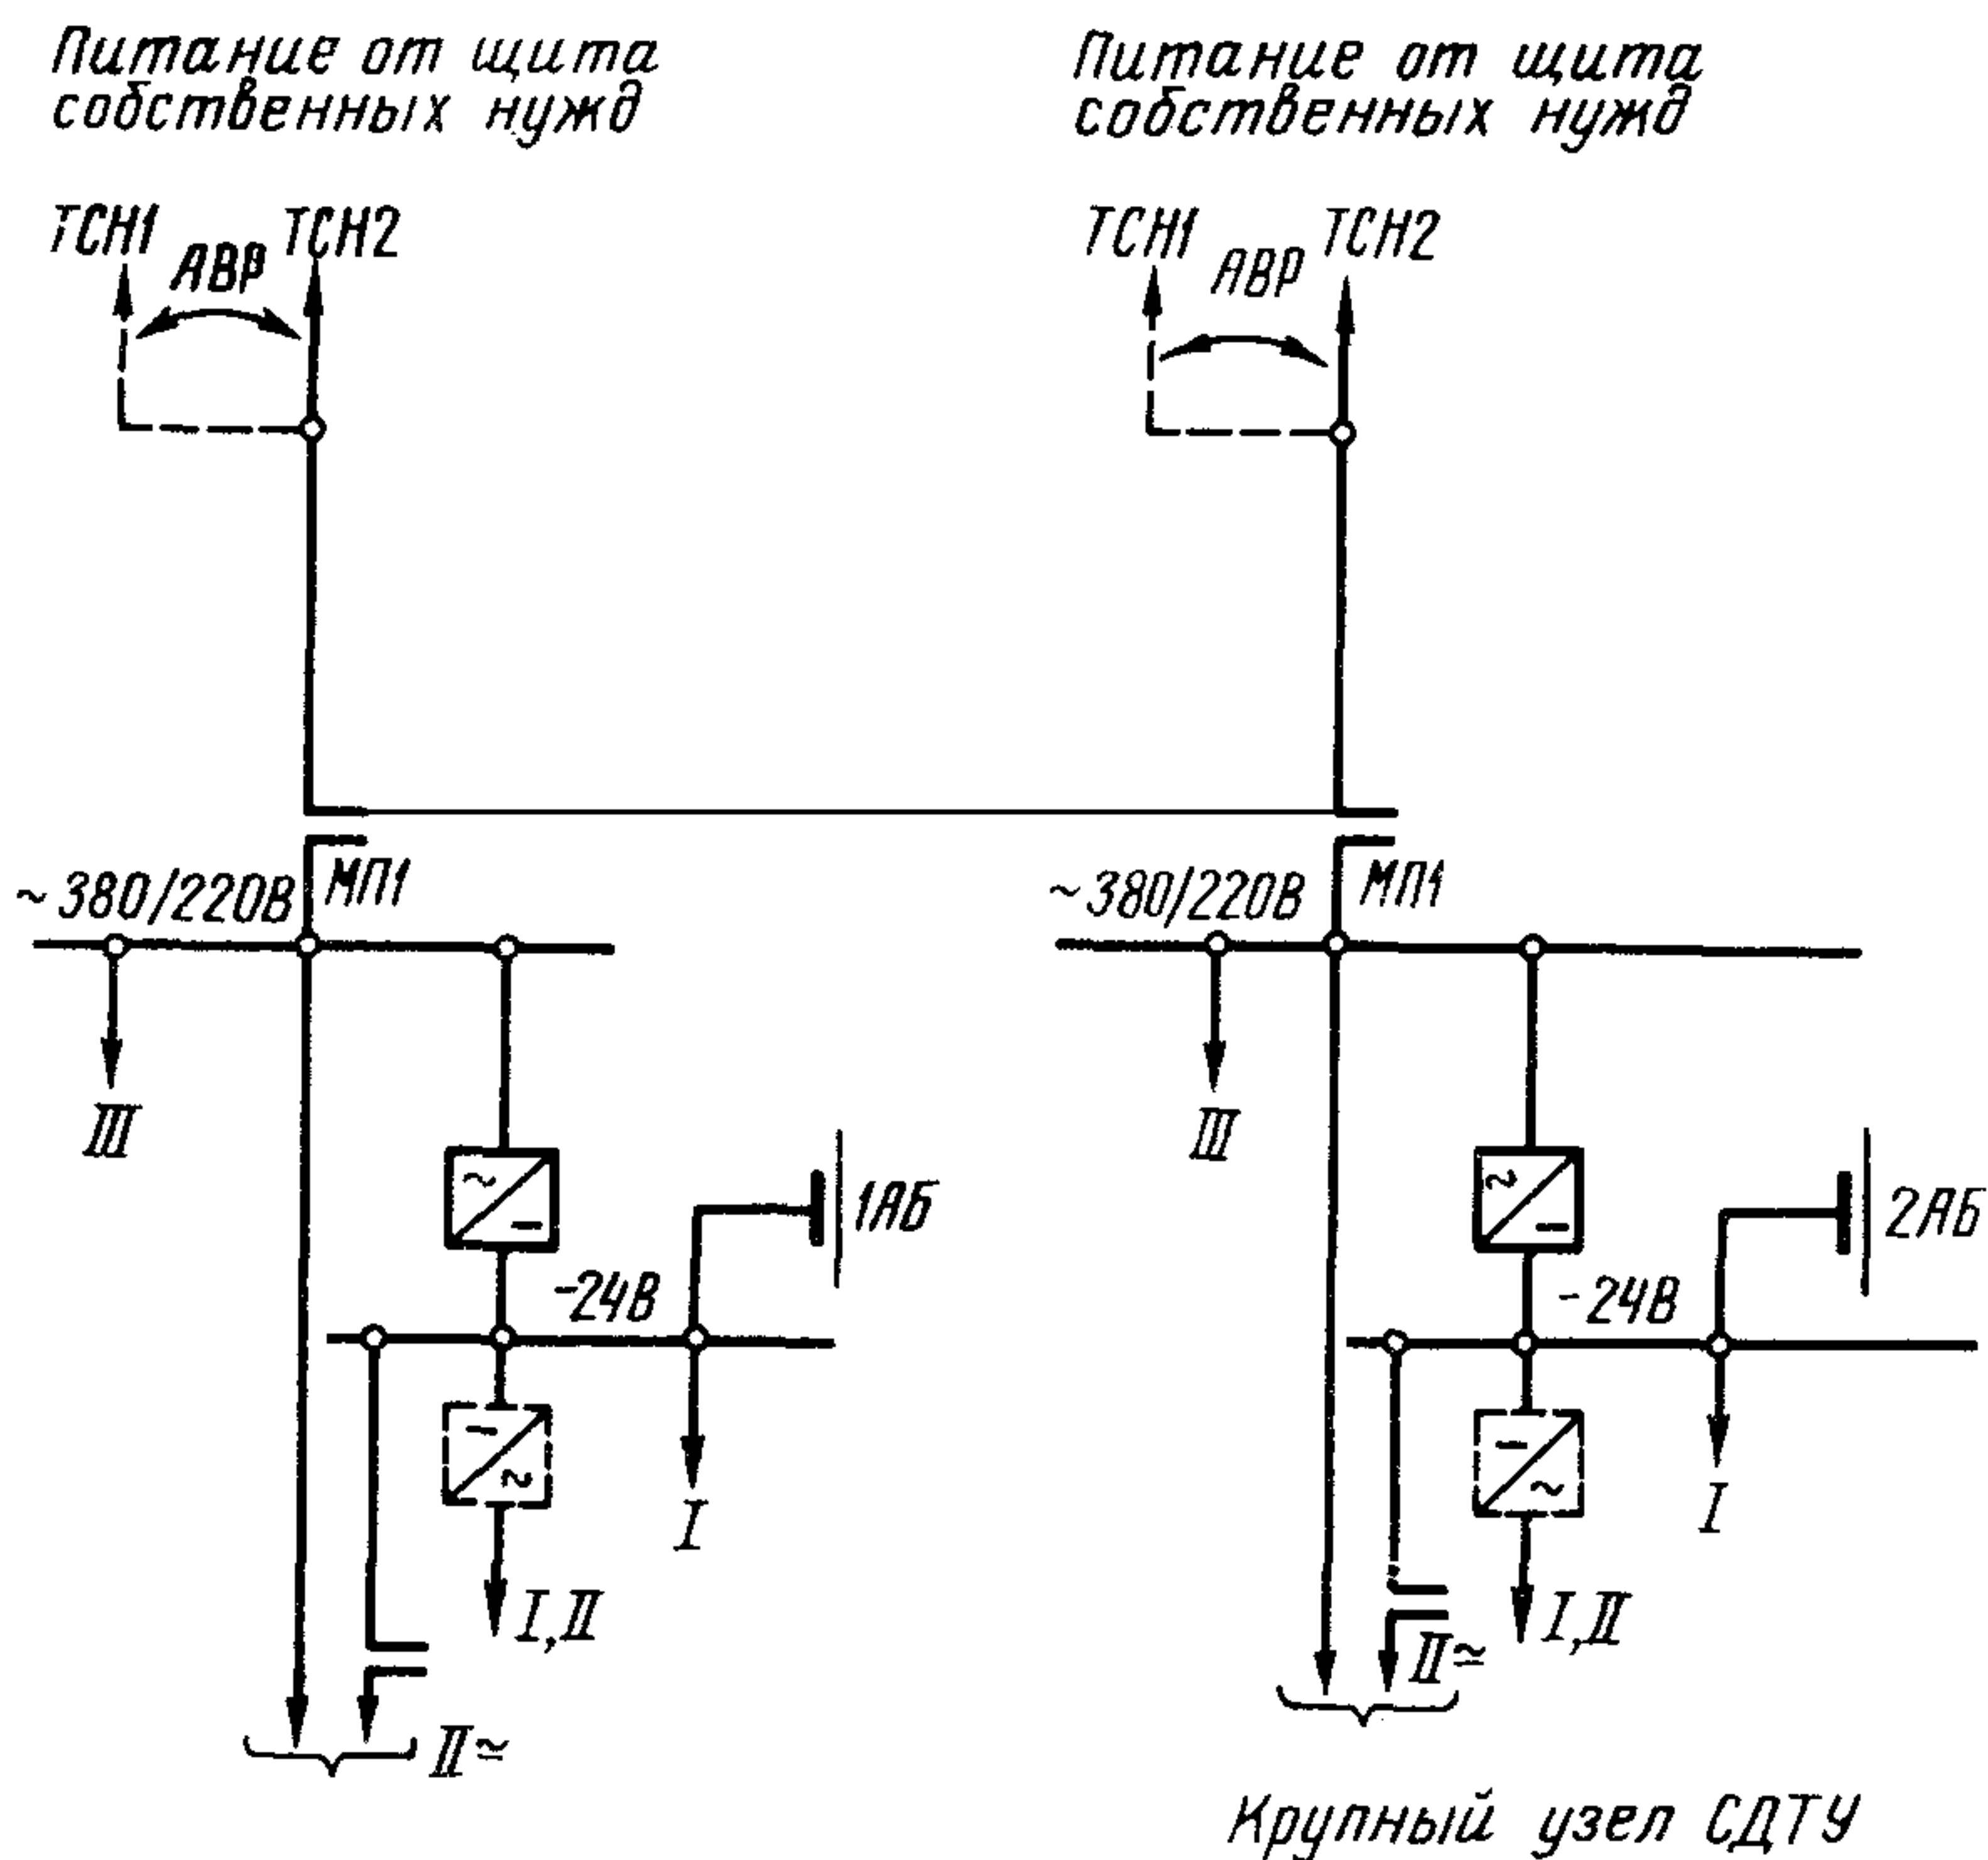 Питание от щита
собственных нужд
Питание от щита
собственных нужд
ТСН1 АВР ТСН2
ТСН1 АВР ТСН2
~380/220В МП1
~380/220В МП1
III
III
1АБ
2АБ
-24В
-24В
I
I
I, II
I, II
II≃
II≃
Крупный узел СДТУ